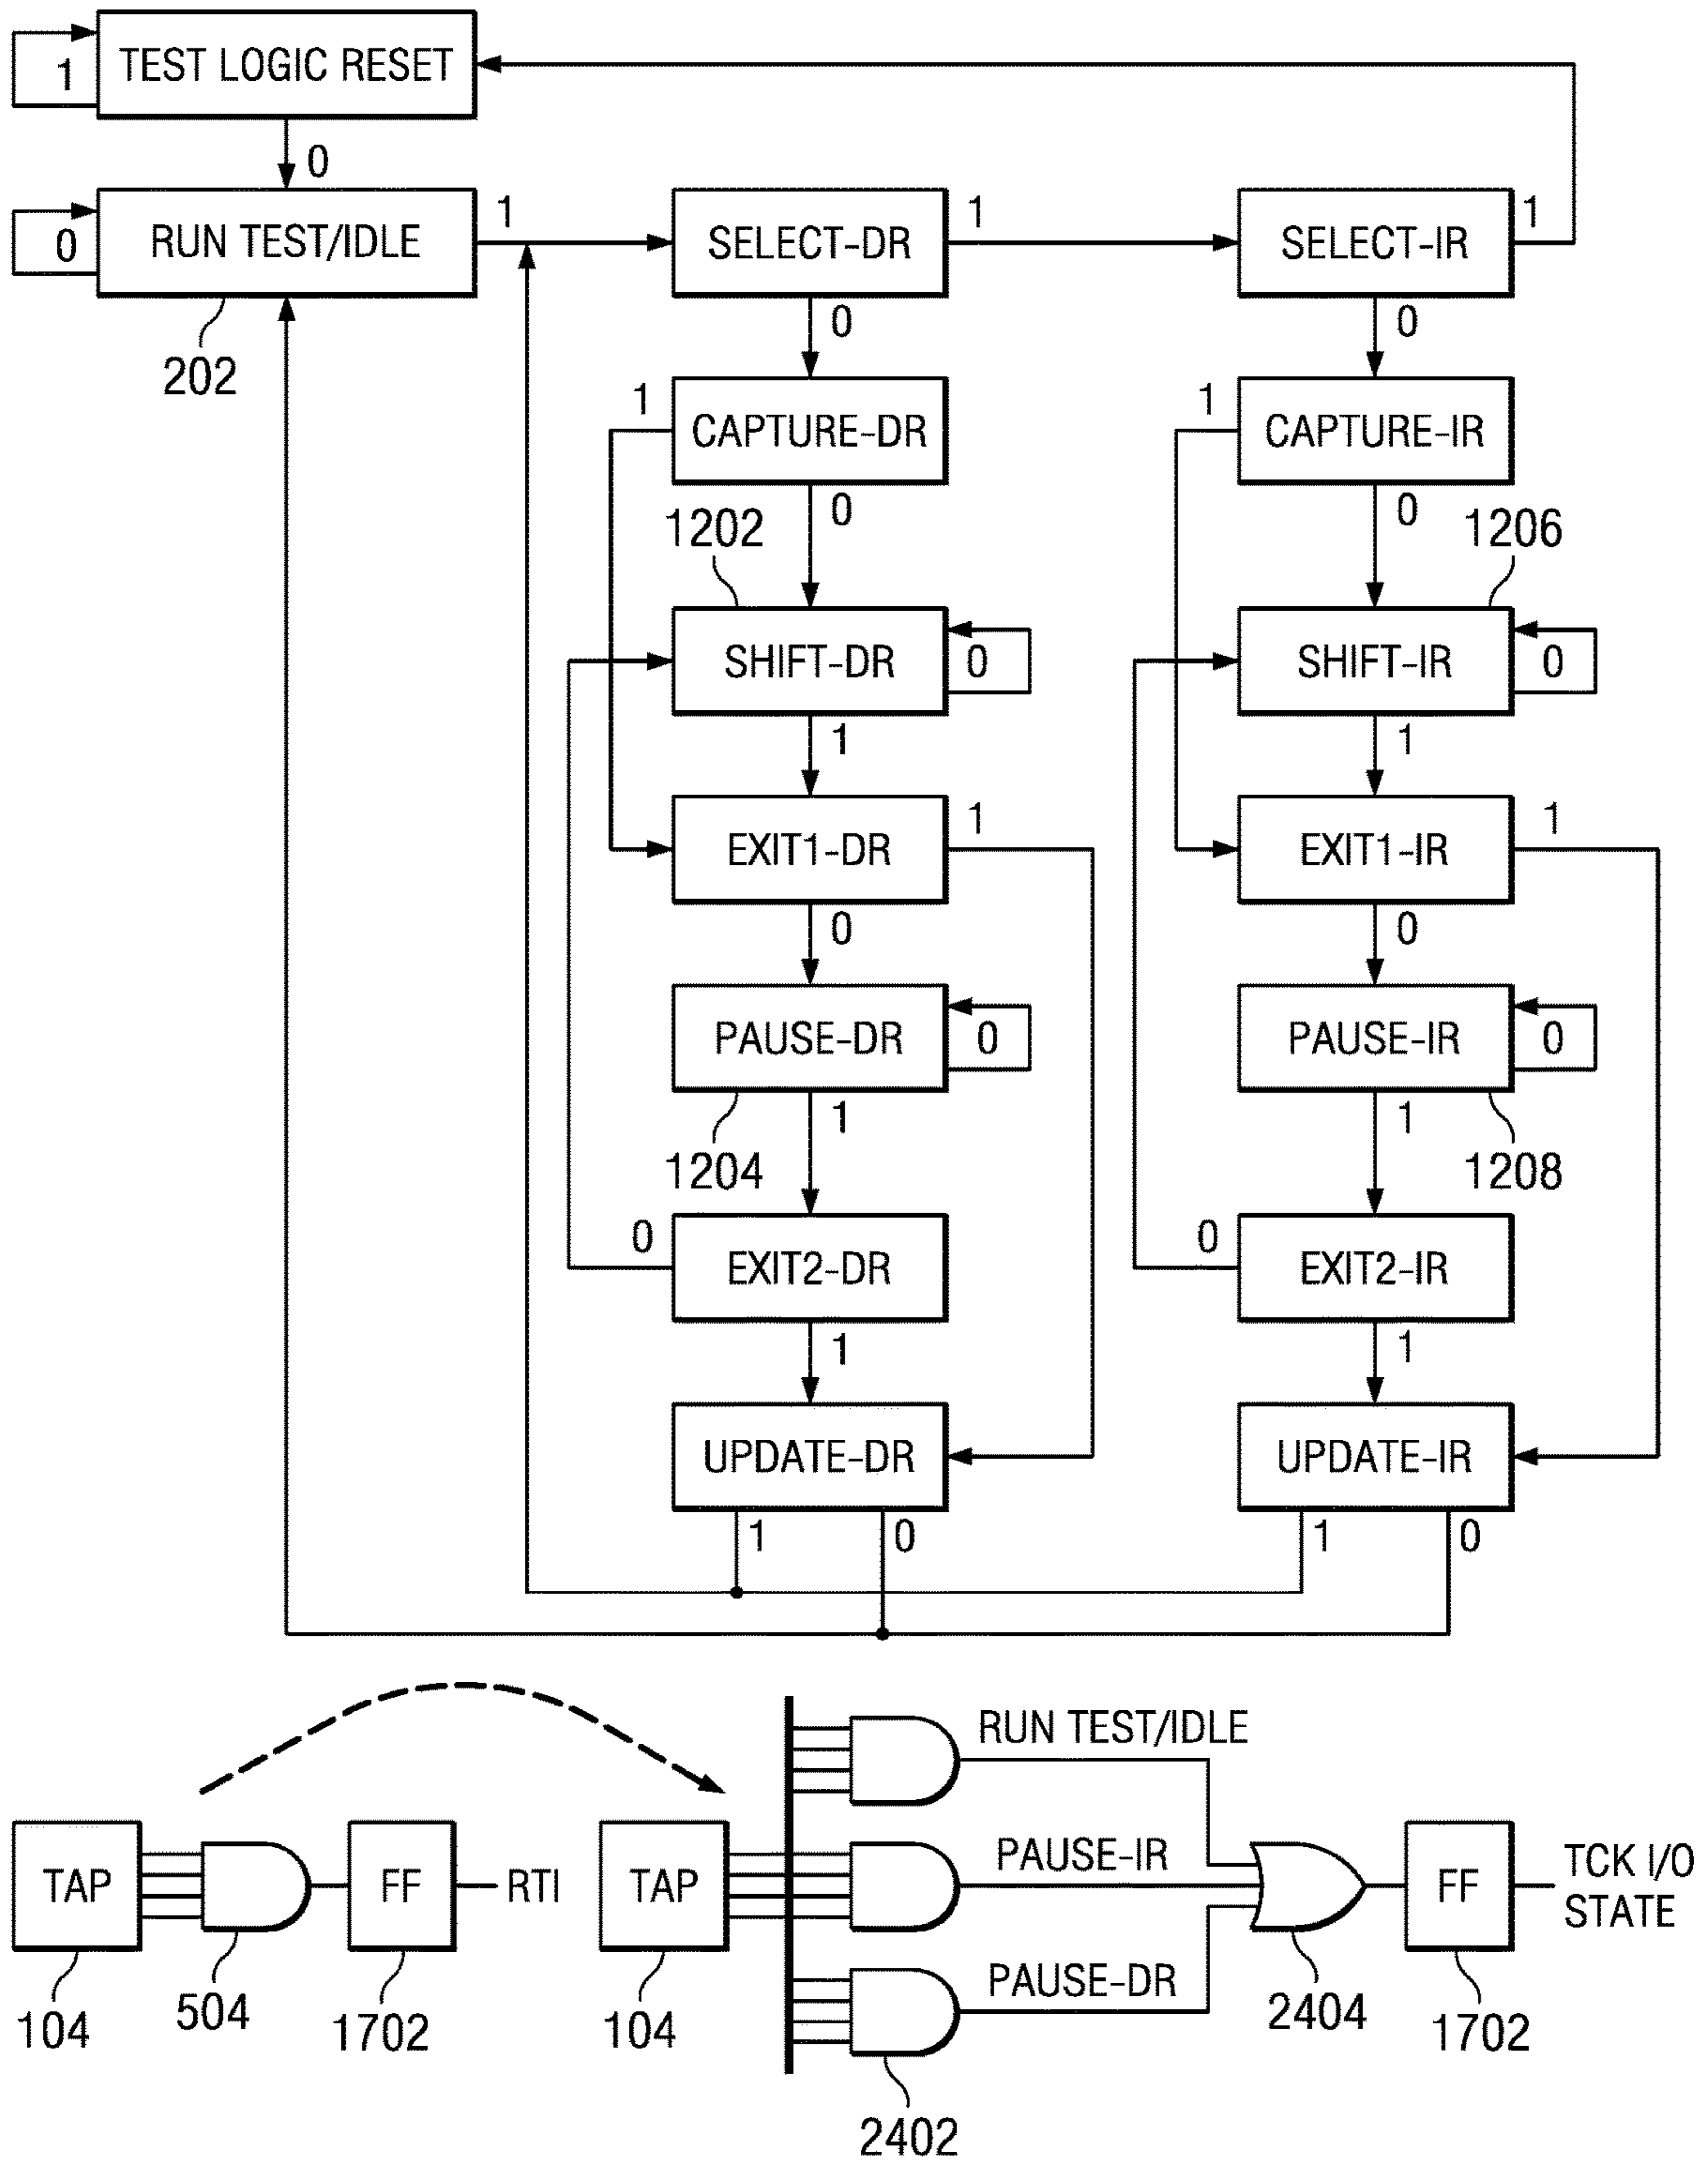 TEST LOGIC RESET
1
0
RUN TEST/IDLE
0
1
SELECT-DR
1
SELECT-IR
1
202
0
0
1
CAPTURE-DR
1
CAPTURE-IR
0
0
1202
1206
SHIFT-DR
0
SHIFT-IR
0
1
1
EXIT1-DR
1
EXIT1-IR
1
0
0
PAUSE-DR
0
PAUSE-IR
0
1
1
1204
1208
0
EXIT2-DR
0
EXIT2-IR
1
1
UPDATE-DR
UPDATE-IR
1
0
1
0
RUN TEST/IDLE
TAP
FF
RTI
TAP
PAUSE-IR
FF
TCK I/O
STATE
PAUSE-DR
104
504
1702
104
2404
1702
2402